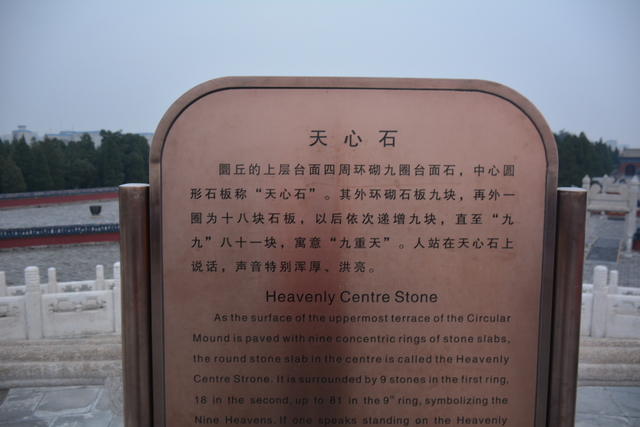 天心石
圜丘的上层台面四周环砌九圈台面石，中心圆
形石板称“天心石”。其外环砌石板九块，再外一
圈为十八块石板，以后依次递增九块，直至“九
九”八十一块，寓意“九重天”。人站在天心石上
说话，声音特别浑厚、洪亮。
Heavenly Centre Stone
As the surface of the uppermost terrace of the Circular
Mound is paved with nine concentric rings of stone slabs,
the round stone slab in the centre is called the Heavenly
Centre Strone. It is surrounded by 9 stones in the first ring,
18 in the second, up to 81 in the 9th ring, symbolizing the
Nine Heavens. If one speaks standing on the Heavenly